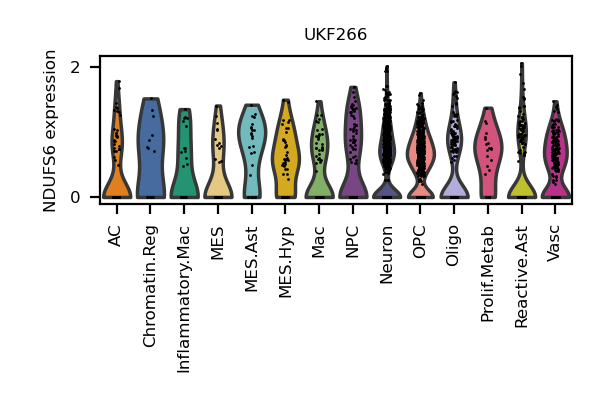 UKF266
NDUFS6 expression
2
0
AC
Chromatin.Reg
Inflammatory.Mac
MES
MES.Ast
MES.Hyp
Mac
NPC
Neuron
OPC
Oligo
Prolif.Metab
Reactive.Ast
Vasc